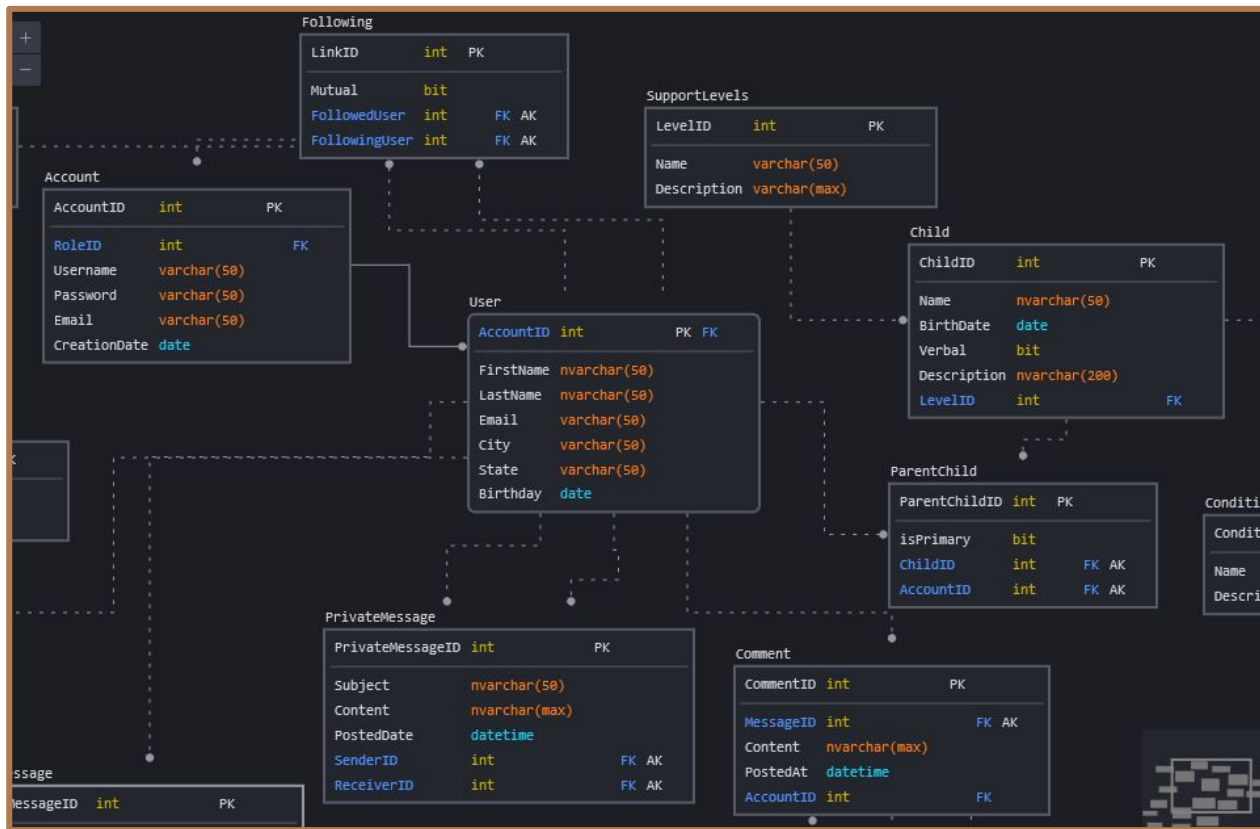 +
−
Following
LinkID int PK
Mutual bit
FollowedUser int FK AK
FollowingUser int FK AK
SupportLevels
LevelID int PK
Name varchar(50)
Description varchar(max)
Account
AccountID int PK
RoleID int FK
Username varchar(50)
Password varchar(50)
Email varchar(50)
CreationDate date
Child
ChildID int PK
Name nvarchar(50)
BirthDate date
Verbal bit
Description nvarchar(200)
LevelID int FK
User
AccountID int PK FK
FirstName nvarchar(50)
LastName nvarchar(50)
Email varchar(50)
City varchar(50)
State varchar(50)
Birthday date
ParentChild
ParentChildID int PK
isPrimary bit
ChildID int FK AK
AccountID int FK AK
Conditi
Condit
Name
Descri
PrivateMessage
PrivateMessageID int PK
Subject nvarchar(50)
Content nvarchar(max)
PostedDate datetime
SenderID int FK AK
ReceiverID int FK AK
Comment
CommentID int PK
MessageID int FK AK
Content nvarchar(max)
PostedAt datetime
AccountID int FK
essage
MessageID int PK